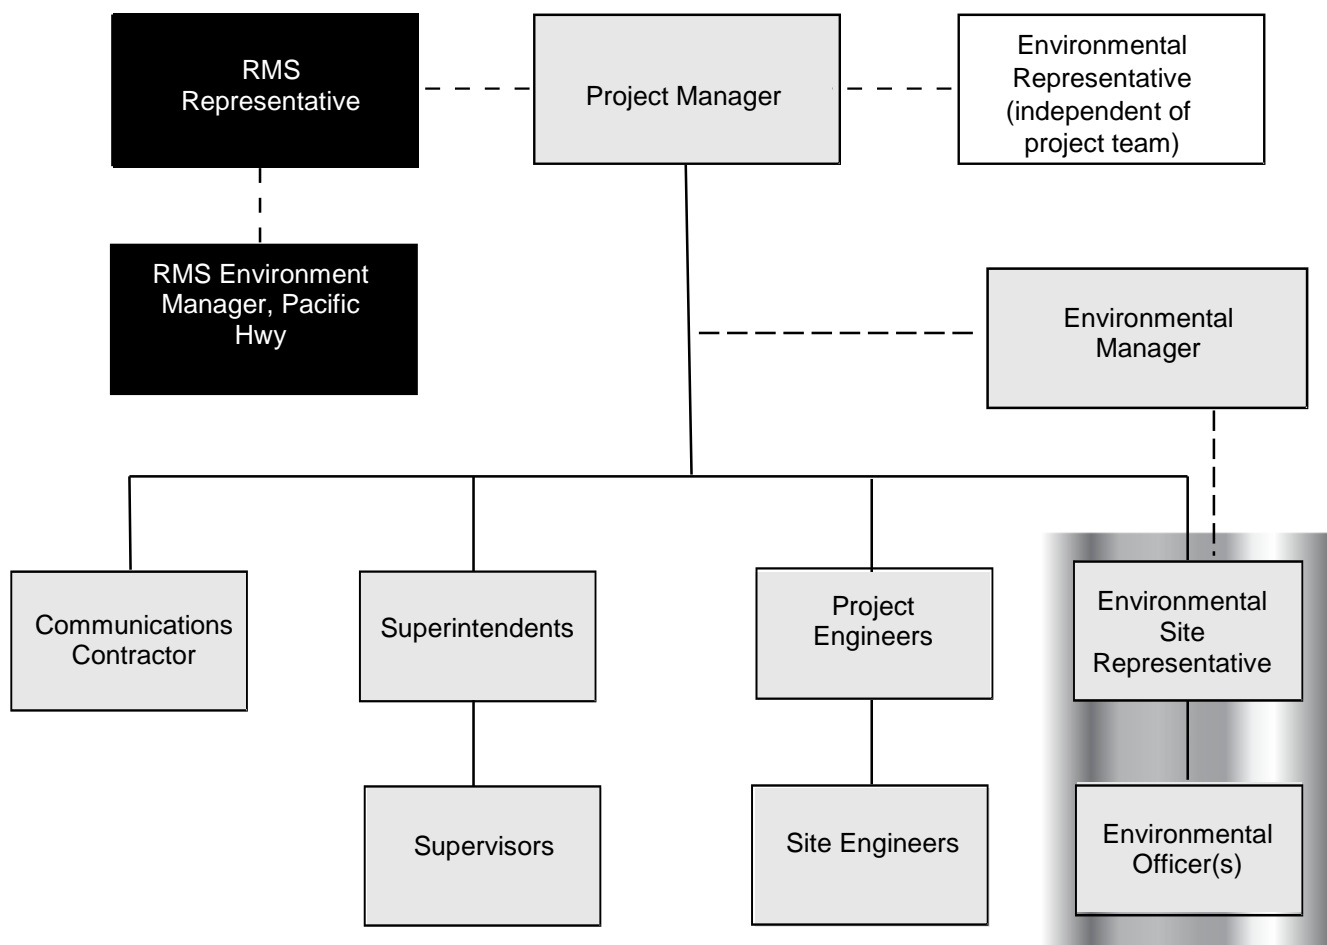 RMS
Representative
Project Manager
Environmental
Representative
(independent of
project team)
RMS Environment
Manager, Pacific
Hwy
Environmental
Manager
Communications
Contractor
Superintendents
Project
Engineers
Environmental
Site
Representative
Supervisors
Site Engineers
Environmental
Officer(s)